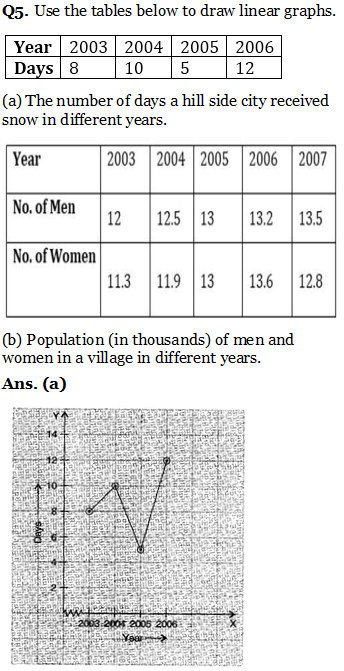 Q5. Use the tables below to draw linear graphs.
Year 2003 2004 2005 2006
Days 8 10 5 12
(a) The number of days a hill side city received
snow in different years.
Year 2003 2004 2005 2006 2007
No. of Men 12 12.5 13 13.2 13.5
No. of Women 11.3 11.9 13 13.6 12.8
(b) Population (in thousands) of men and
women in a village in different years.
Ans. (a)
Y
14
12
10
8
6
4
2
Days
2003 2004 2005 2006 X
Year